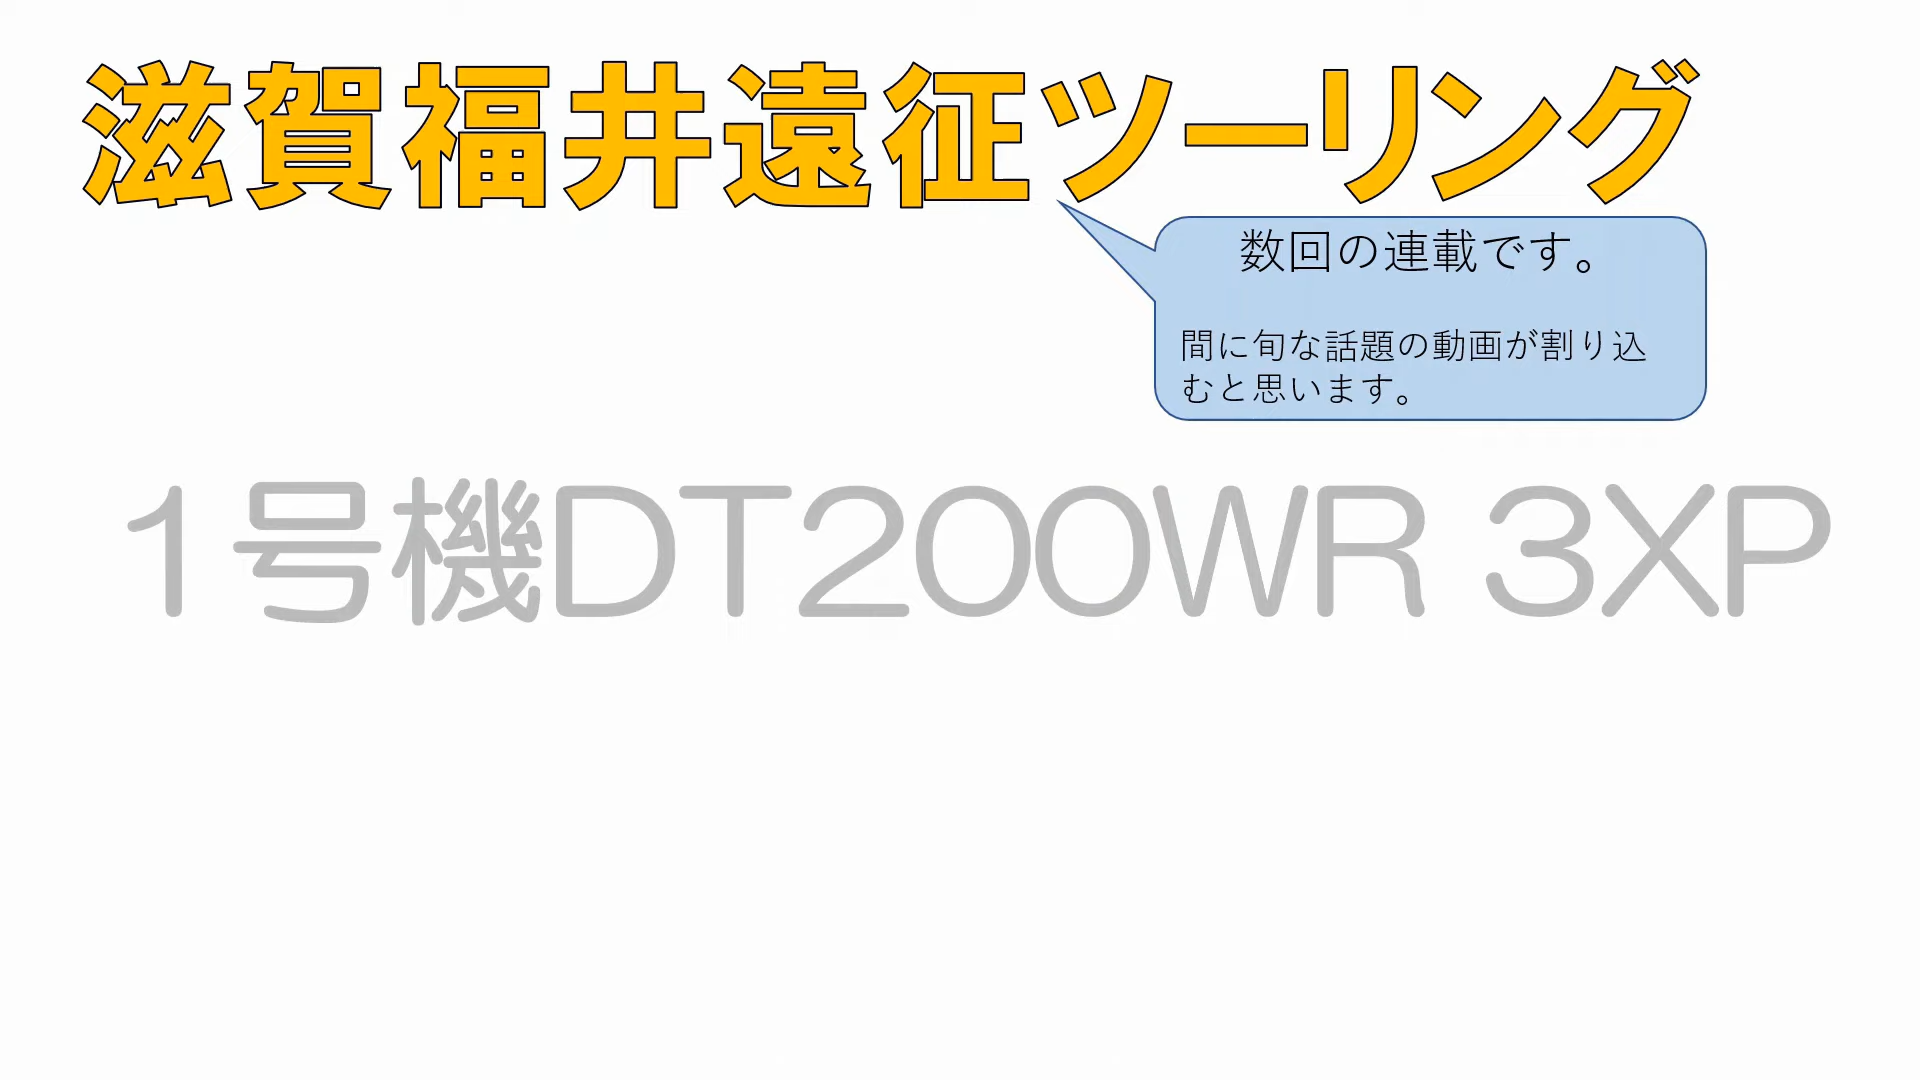 滋賀福井遠征ツーリング
数回の連載です。
間に旬な話題の動画が割り込
むと思います。
1号機DT200WR 3XP